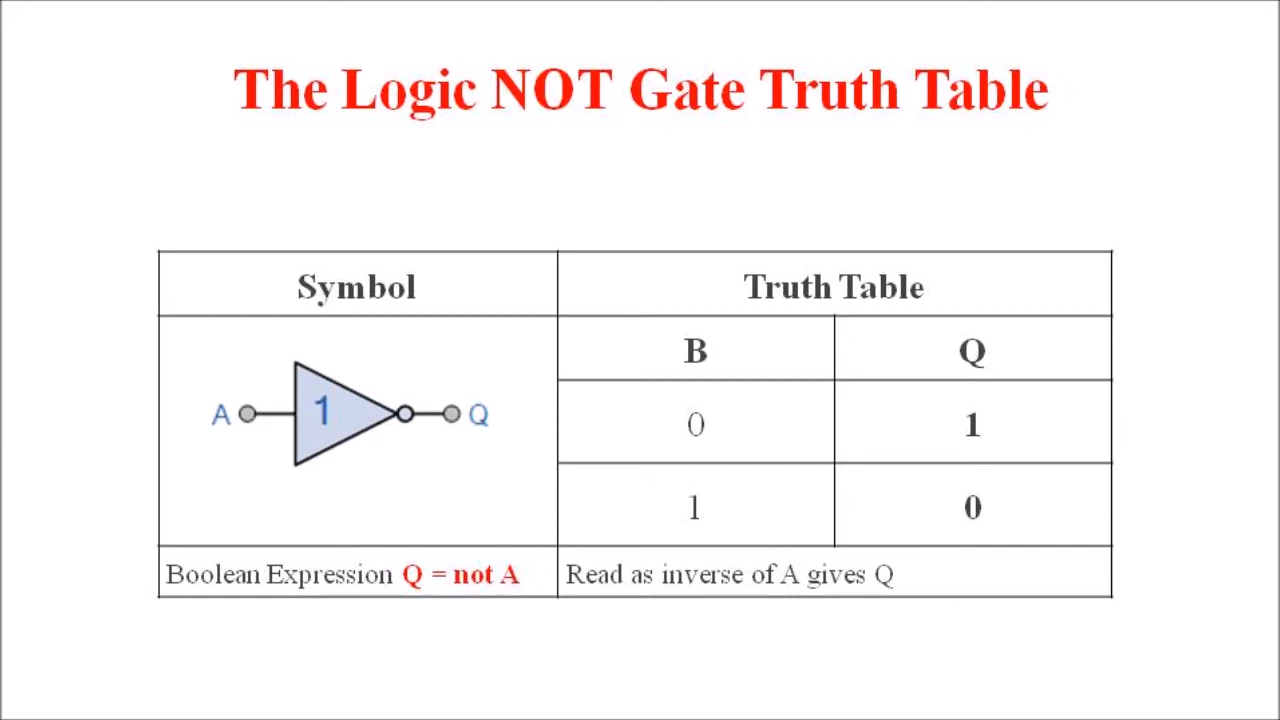 The Logic NOT Gate Truth Table
Symbol
Truth Table
B
Q
A
1
Q
0
1
1
0
Boolean Expression Q = not A
Read as inverse of A gives Q